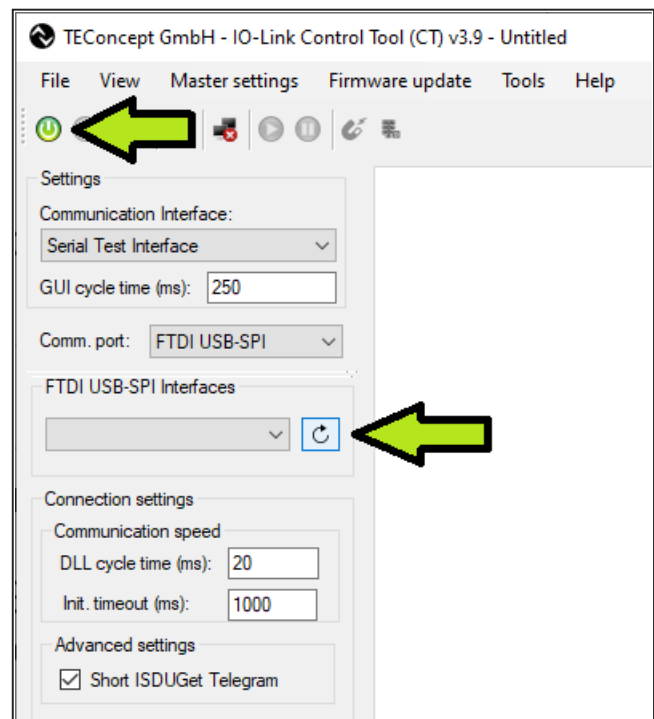 TEConcept GmbH - IO-Link Control Tool (CT) v3.9 - Untitled
File View Master settings Firmware update Tools Help
Settings
Communication Interface:
Serial Test Interface
GUI cycle time (ms): 250
Comm. port: FTDI USB-SPI
FTDI USB-SPI Interfaces
Connection settings
Communication speed
DLL cycle time (ms): 20
Init. timeout (ms): 1000
Advanced settings
Short ISDUGet Telegram